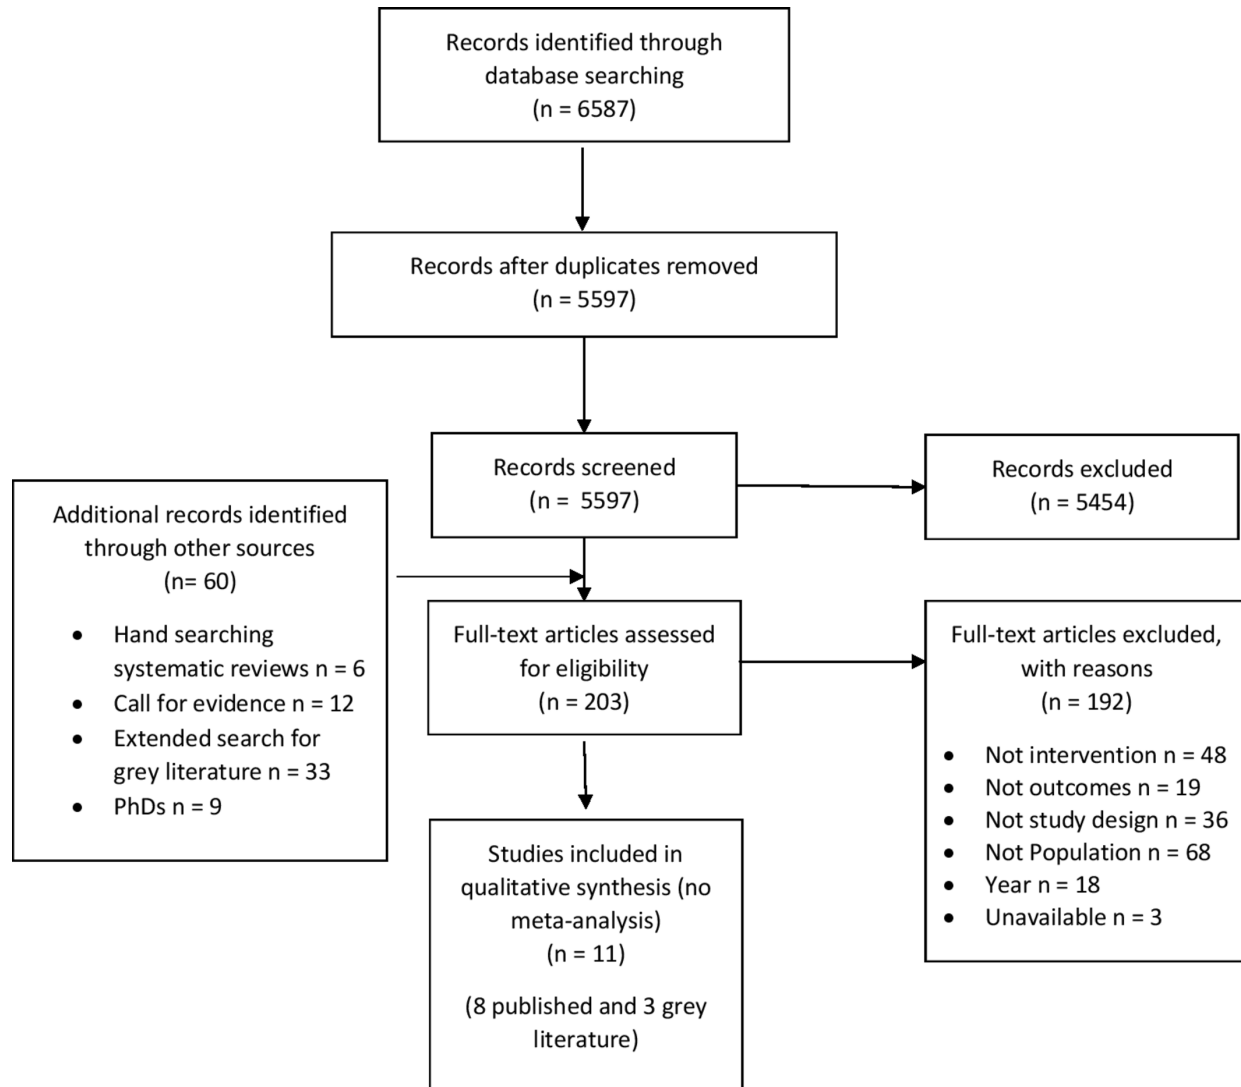 Records identified through
database searching
(n = 6587)
Records after duplicates removed
(n = 5597)
Records screened
(n = 5597)
Records excluded
(n = 5454)
Additional records identified
through other sources
(n= 60)
• Hand searching
systematic reviews n = 6
• Call for evidence n = 12
• Extended search for
grey literature n = 33
• PhDs n = 9
Full-text articles assessed
for eligibility
(n = 203)
Full-text articles excluded,
with reasons
(n = 192)
• Not intervention n = 48
• Not outcomes n = 19
• Not study design n = 36
• Not Population n = 68
• Year n = 18
• Unavailable n = 3
Studies included in
qualitative synthesis (no
meta-analysis)
(n = 11)
(8 published and 3 grey
literature)